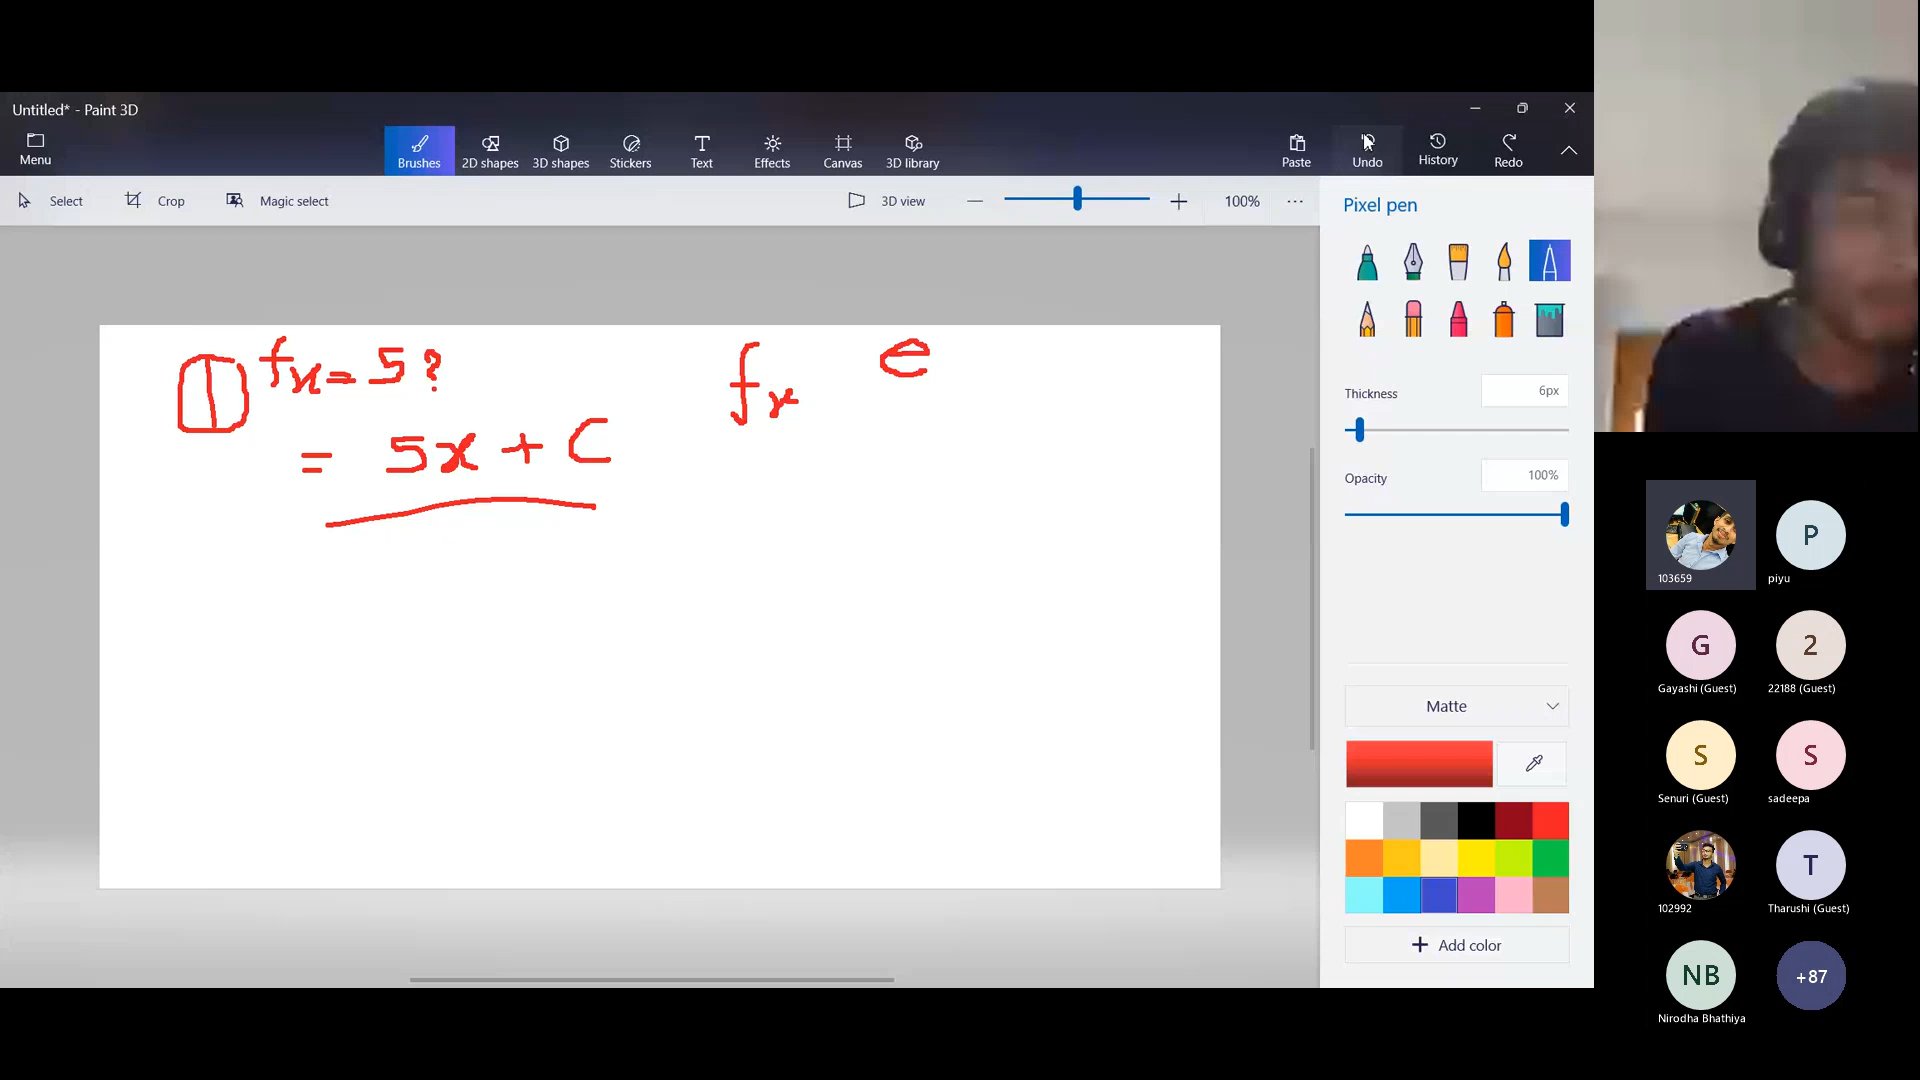 Untitled* - Paint 3D
Menu
Brushes
2D shapes
3D shapes
Stickers
Text
Effects
Canvas
3D library
Paste
Undo
History
Redo
Select
Crop
Magic select
3D view
100%
Pixel pen
Thickness
6px
Opacity
100%
Matte
Add color
① fx = 5 ?
= 5x + C
fx
e
103659
P
piyu
G
Gayashi (Guest)
2
22188 (Guest)
S
Senuri (Guest)
S
sadeepa
102992
T
Tharushi (Guest)
NB
Nirodha Bhathiya
+87